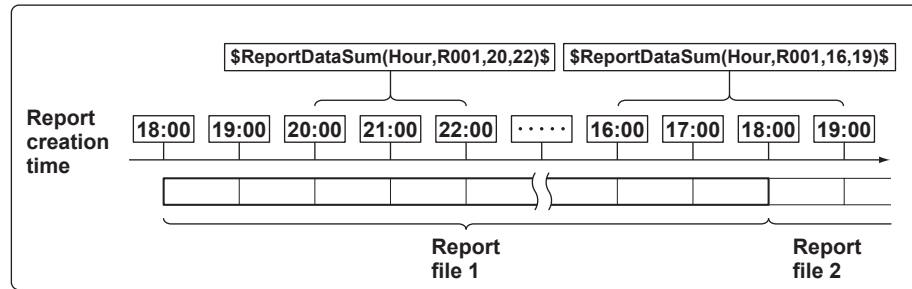 $ReportDataSum(Hour,R001,20,22)$ $ReportDataSum(Hour,R001,16,19)$
Report
creation
time
18:00 19:00 20:00 21:00 22:00 ····· 16:00 17:00 18:00 19:00
Report
file 1
Report
file 2